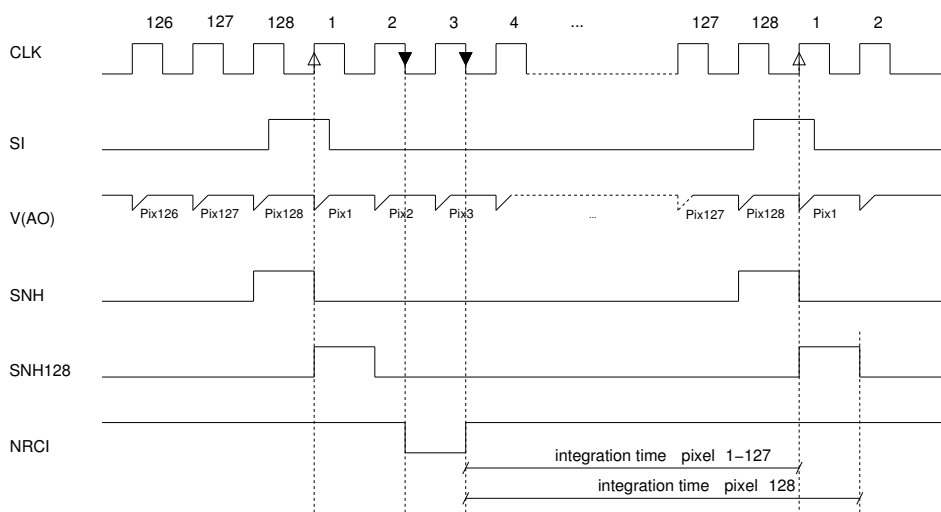 126 127 128 1 2 3 4 ... 127 128 1 2
CLK
SI
V(AO)
Pix126 Pix127 Pix128 Pix1 Pix2 Pix3 ... Pix127 Pix128 Pix1
SNH
SNH128
NRCI
integration time pixel 1–127
integration time pixel 128